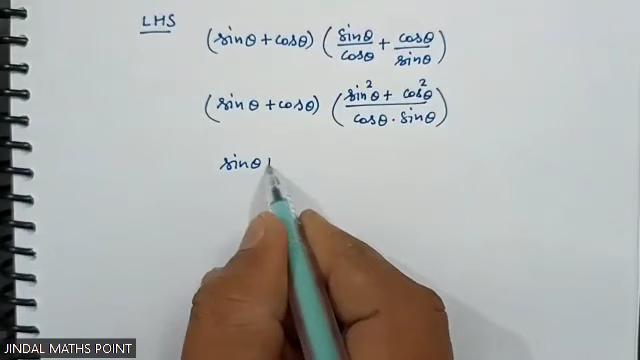 LHS
(sinθ + cosθ) (sinθ/cosθ + cosθ/sinθ)
(sinθ + cosθ) (sin²θ + cos²θ/cosθ · sinθ)
sinθ
JINDAL MATHS POINT